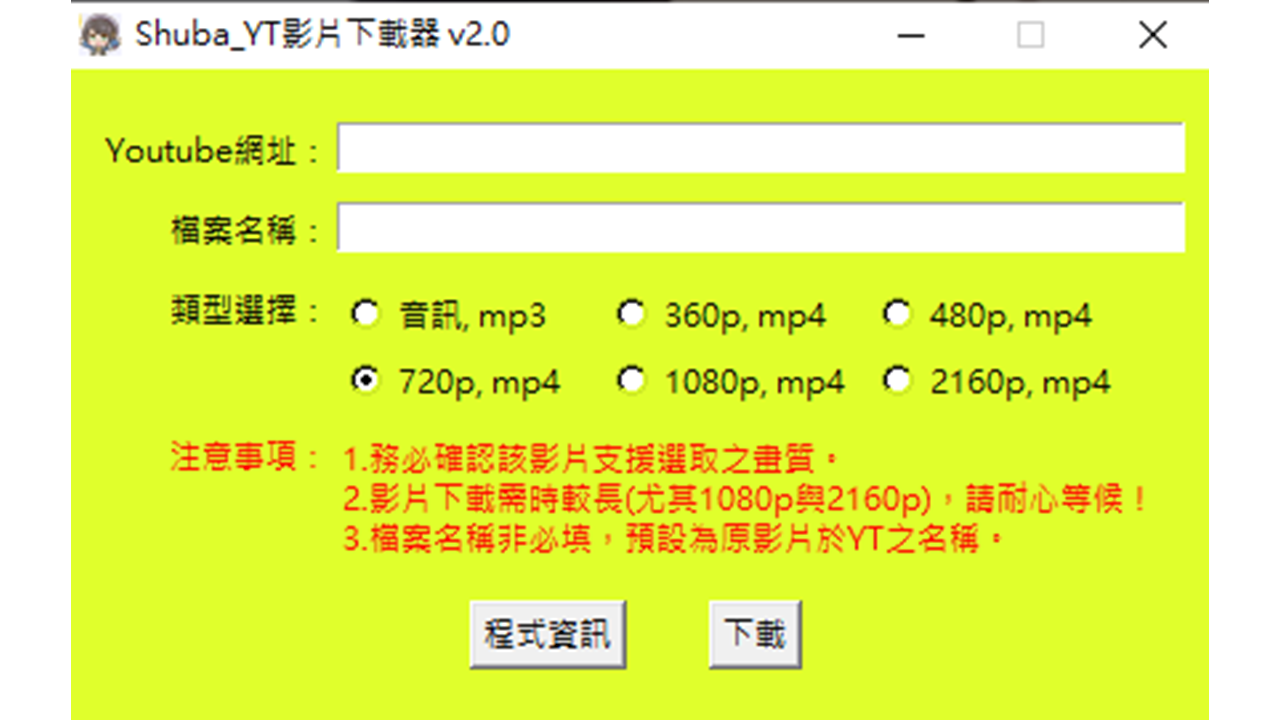 Shuba_YT影片下載器 v2.0
Youtube網址：
檔案名稱：
類型選擇： 音訊, mp3 360p, mp4 480p, mp4
720p, mp4 1080p, mp4 2160p, mp4
注意事項： 1.務必確認該影片支援選取之畫質。
2.影片下載需時較長(尤其1080p與2160p)，請耐心等候！
3.檔案名稱非必填，預設為原影片於YT之名稱。
程式資訊 下載